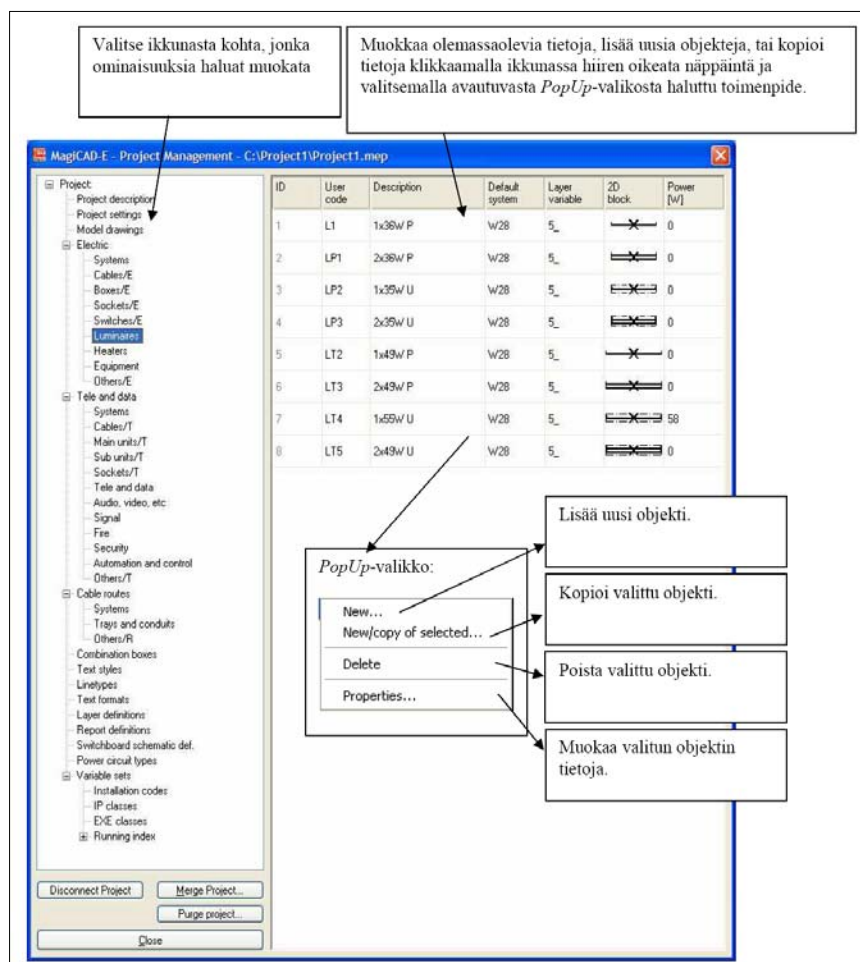 Valitse ikkunasta kohta, jonka
ominaisuuksia haluat muokata
Muokkaa olemassaolevia tietoja, lisää uusia objekteja, tai kopioi
tietoja klikkaamalla ikkunassa hiiren oikeata näppäintä ja
valitsemalla avautuvasta PopUp-valikosta haluttu toimenpide.
MagiCAD-E - Project Management - C:\Project1\Project1.mep
Project
Project description
Project settings
Model drawings
Electric
Systems
Cables/E
Boxes/E
Sockets/E
Switches/E
Luminaires
Heaters
Equipment
Others/E
Tele and data
Systems
Cables/T
Main units/T
Sub units/T
Sockets/T
Tele and data
Audio, video, etc
Signal
Fire
Security
Automation and control
Others/T
Cable routes
Systems
Trays and conduits
Others/R
Combination boxes
Text styles
Linetypes
Text formats
Layer definitions
Report definitions
Switchboard schematic def.
Power circuit types
Variable sets
Installation codes
IP classes
EXE classes
Running index
Disconnect Project Merge Project...
Purge project...
Close
ID User code Description Default system Layer variable 2D block Power [W]
1 L1 1x36W P W28 5_ 0
2 LP1 2x36W P W28 5_ 0
3 LP2 1x35W U W28 5_ 0
4 LP3 2x35W U W28 5_ 0
5 LT2 1x49W P W28 5_ 0
6 LT3 2x49W P W28 5_ 0
7 LT4 1x55W U W28 5_ 58
8 LT5 2x49W U W28 5_ 0
PopUp-valikko:
New...
New/copy of selected...
Delete
Properties...
Lisää uusi objekti.
Kopioi valittu objekti.
Poista valittu objekti.
Muokaa valitun objektin
tietoja.